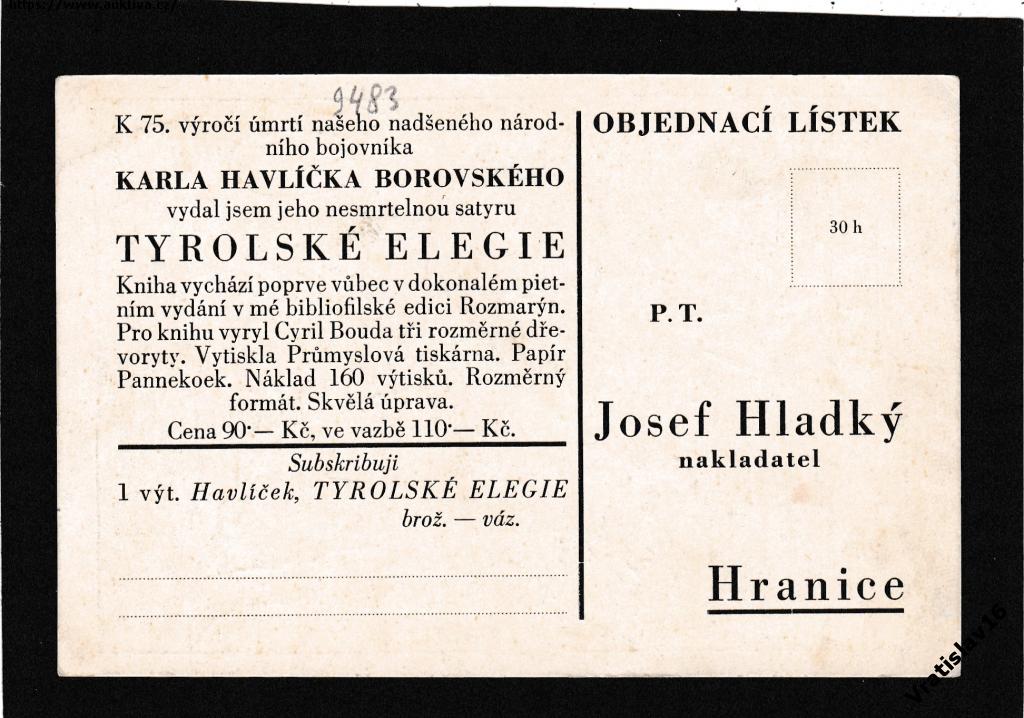 https://www.aukliva.cz/
9483
K 75. výročí úmrtí našeho nadšeného národ-
ního bojovníka
KARLA HAVLÍČKA BOROVSKÉHO
vydal jsem jeho nesmrtelnou satyru
TYROLSKÉ ELEGIE
Kniha vychází poprve vůbec v dokonalém piet-
ním vydání v mé bibliofilské edici Rozmarýn.
Pro knihu vyryl Cyril Bouda tři rozměrné dře-
voryty. Vytiskla Průmyslová tiskárna. Papír
Pannekoek. Náklad 160 výtisků. Rozměrný
formát. Skvělá úprava.
Cena 90·— Kč, ve vazbě 110·— Kč.
Subskribuji
1 výt. Havlíček, TYROLSKÉ ELEGIE
brož. — váz.
OBJEDNACÍ LÍSTEK
30 h
P. T.
Josef Hladký
nakladatel
Hranice
Vratislav16